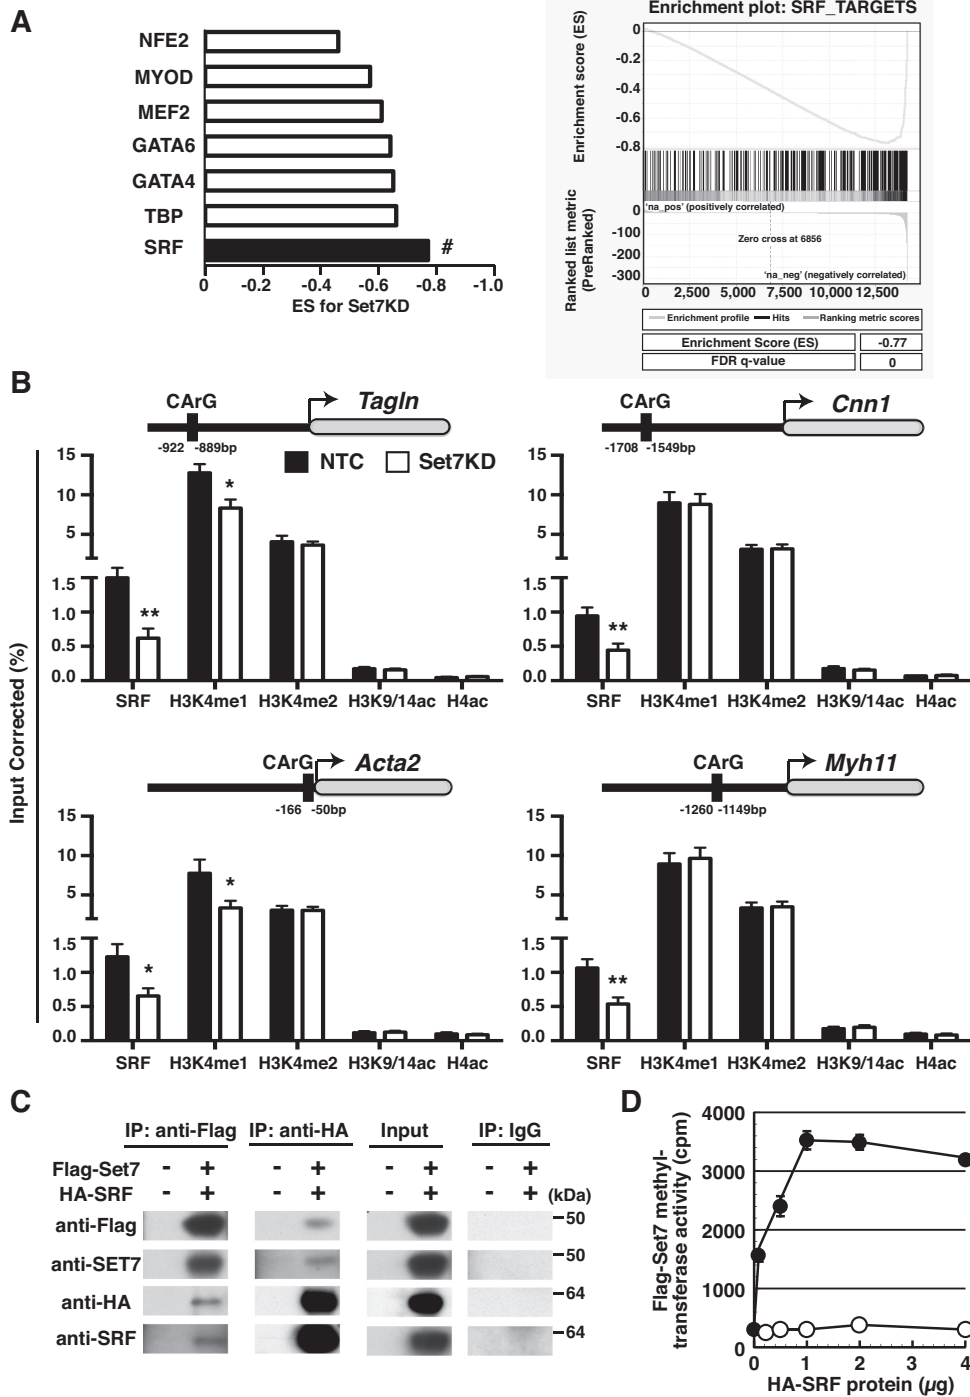 A
NFE2
MYOD
MEF2
GATA6
GATA4
TBP
SRF
#
0 -0.2 -0.4 -0.6 -0.8 -1.0
ES for Set7KD
Enrichment plot: SRF_TARGETS
Enrichment score (ES)
0
-0.2
-0.4
-0.6
-0.8
'na_pos' (positively correlated)
Ranked list metric
(PreRanked)
0
-100
-200
-300
Zero cross at 6856
'na_neg' (negatively correlated)
0 2,500 5,000 7,500 10,000 12,500
Enrichment profile Hits Ranking metric scores
Enrichment Score (ES) -0.77
FDR q-value 0
B
Input Corrected (%)
CArG
Tagln
-922 -889bp
NTC Set7KD
15
10
5
1.5
1.0
0.5
0.0
**
*
SRF H3K4me1 H3K4me2 H3K9/14ac H4ac
CArG
Cnn1
-1708 -1549bp
15
10
5
1.5
1.0
0.5
0.0
**
SRF H3K4me1 H3K4me2 H3K9/14ac H4ac
CArG
Acta2
-166 -50bp
15
10
5
1.5
1.0
0.5
0.0
*
*
SRF H3K4me1 H3K4me2 H3K9/14ac H4ac
CArG
Myh11
-1260 -1149bp
15
10
5
1.5
1.0
0.5
0.0
**
SRF H3K4me1 H3K4me2 H3K9/14ac H4ac
C
IP: anti-Flag IP: anti-HA Input IP: IgG
Flag-Set7 - + - + - + - +
HA-SRF - + - + - + - + (kDa)
anti-Flag 50
anti-SET7 50
anti-HA 64
anti-SRF 64
D
Flag-Set7 methyl-
transferase activity (cpm)
4000
3000
2000
1000
0
0 1 2 3 4
HA-SRF protein (µg)